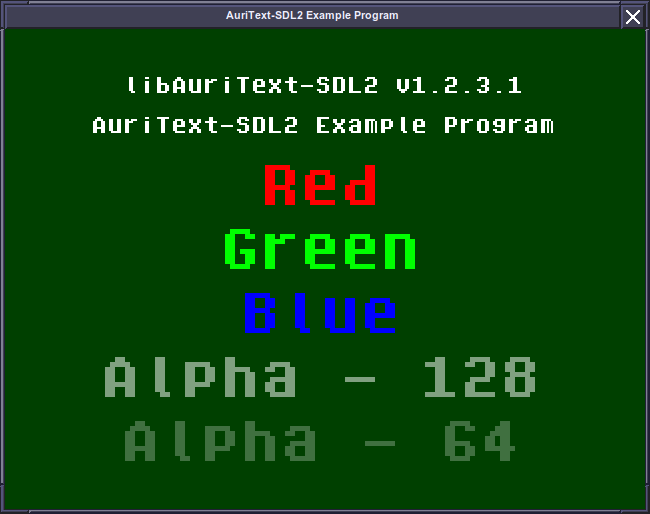 AuriText-SDL2 Example Program
libAuriText-SDL2 v1.2.3.1
AuriText-SDL2 Example Program
Red
Green
Blue
Alpha - 128
Alpha - 64